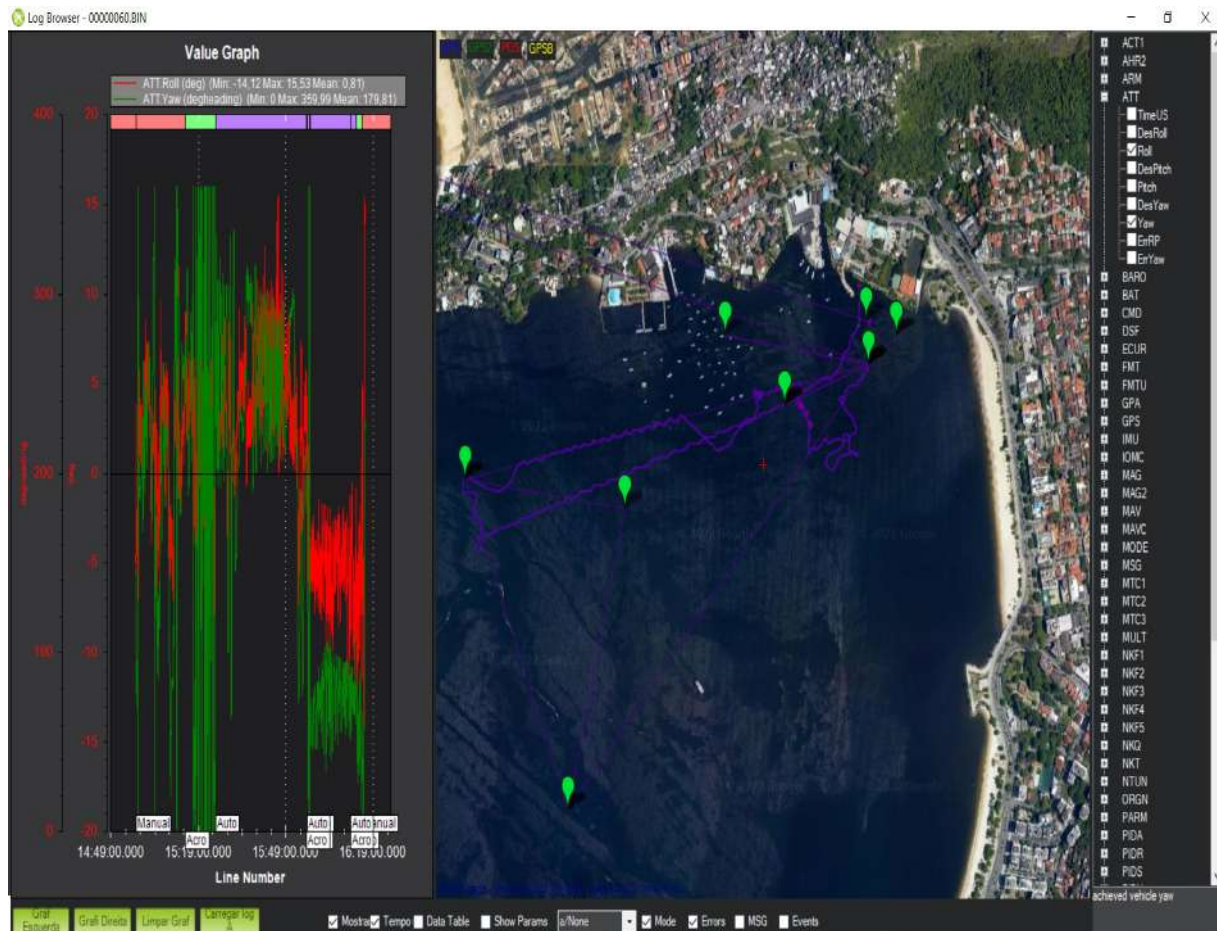 Log Browser - 00000060.BIN
Value Graph
ATT.Roll (deg) (Min: -14,12 Max: 15,53 Mean: 0,81)
ATT.Yaw (degheading) (Min: 0 Max: 359,99 Mean: 179,81)
400
300
200
100
0
20
15
10
5
0
-5
-10
-15
-20
Manual
Auto
Auto
Auto
anual
Acro
Acro
Acro
14:49:00.000
15:19:00.000
15:49:00.000
16:19:00.000
Line Number
GPS
GPS2
POS
GPSB
ACT1
AHR2
ARM
ATT
TimeUS
DesRoll
Roll
DesPitch
Pitch
DesYaw
Yaw
ErrRP
ErrYaw
BARO
BAT
CMD
DSF
ECUR
FMT
FMTU
GPA
GPS
IMU
IOMC
MAG
MAG2
MAV
MAVC
MODE
MSG
MTC1
MTC2
MTC3
MULT
NKF1
NKF2
NKF3
NKF4
NKF5
NKQ
NKT
NTUN
ORGN
PARM
PIDA
PIDR
PIDS
achieved vehicle yaw
Graf
Esquerda
Grafi Direita
Limpar Graf
Carregar log
Mostrar
Tempo
Data Table
Show Params
a/None
Mode
Errors
MSG
Events